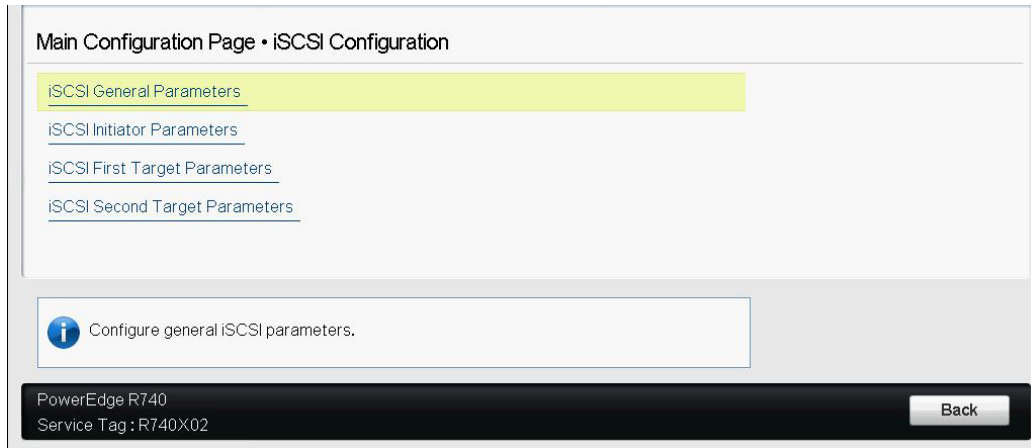 Main Configuration Page • iSCSI Configuration
iSCSI General Parameters
iSCSI Initiator Parameters
iSCSI First Target Parameters
iSCSI Second Target Parameters
Configure general iSCSI parameters.
PowerEdge R740
Service Tag : R740X02
Back